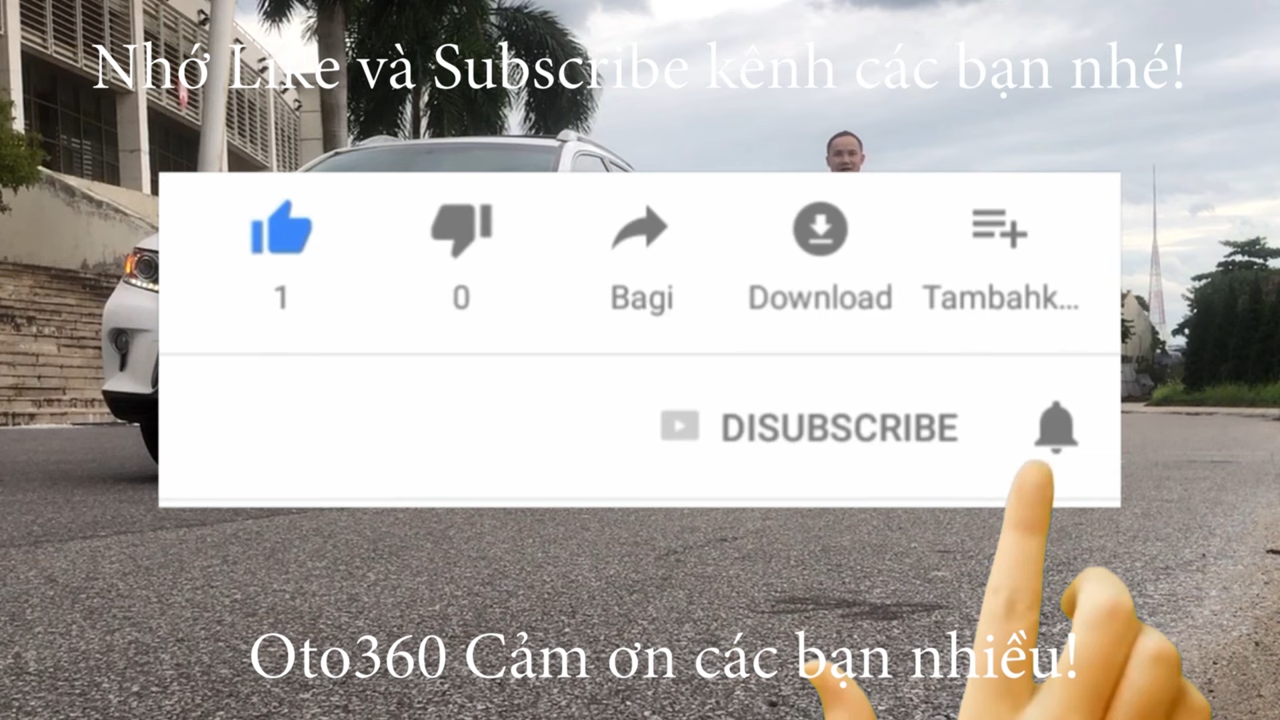 Nhớ Like và Subscribe kênh các bạn nhé!
1 0 Bagi Download Tambahk...
DISUBSCRIBE
Oto360 Cảm ơn các bạn nhiều!